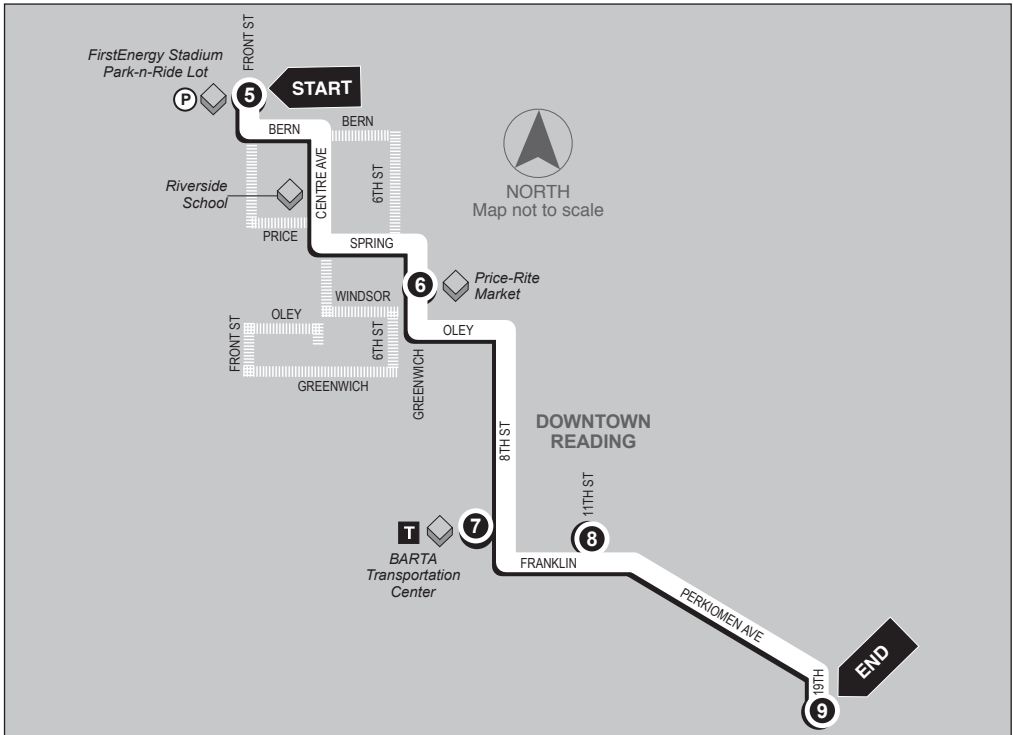 FRONT ST
FirstEnergy Stadium
Park-n-Ride Lot
P
5
START
BERN
BERN
CENTRE AVE
6TH ST
NORTH
Map not to scale
Riverside
School
PRICE
SPRING
6
Price-Rite
Market
WINDSOR
OLEY
OLEY
FRONT ST
6TH ST
GREENWICH
GREENWICH
8TH ST
DOWNTOWN
READING
11TH ST
T
7
8
BARTA
Transportation
Center
FRANKLIN
PERKIOMEN AVE
END
19TH
9